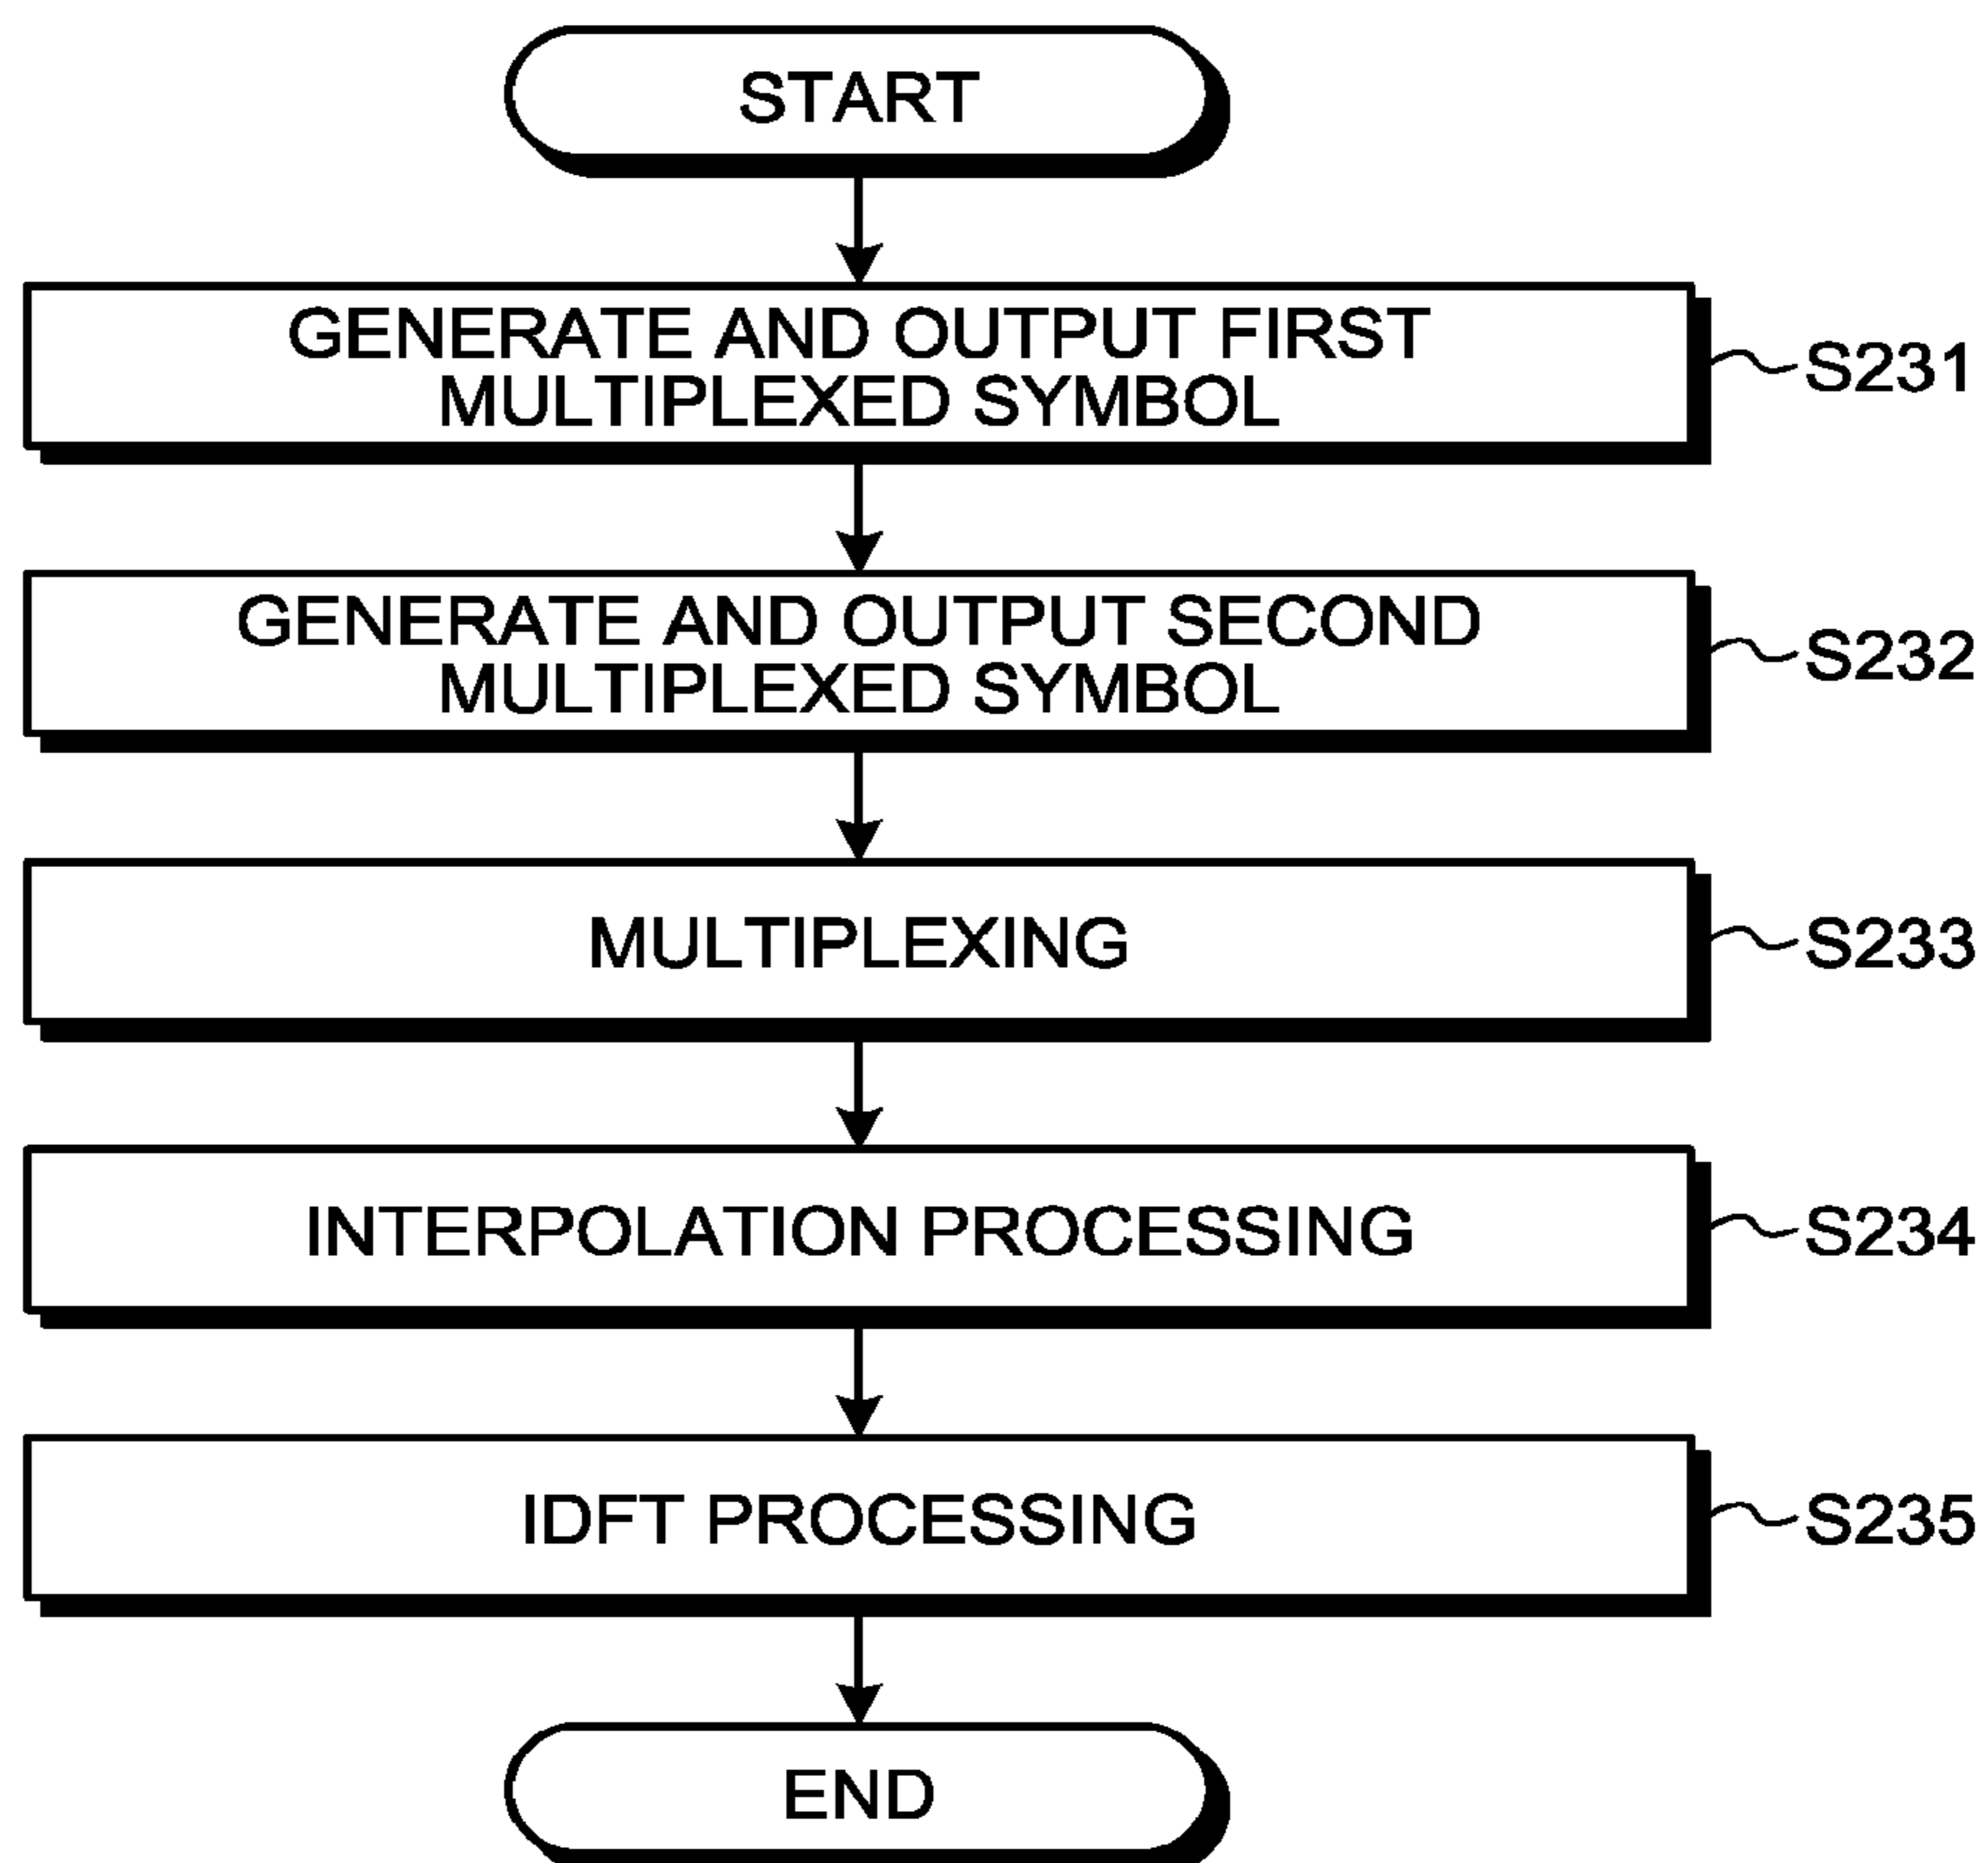 START
GENERATE AND OUTPUT FIRST
MULTIPLEXED SYMBOL
S231
GENERATE AND OUTPUT SECOND
MULTIPLEXED SYMBOL
S232
MULTIPLEXING
S233
INTERPOLATION PROCESSING
S234
IDFT PROCESSING
S235
END